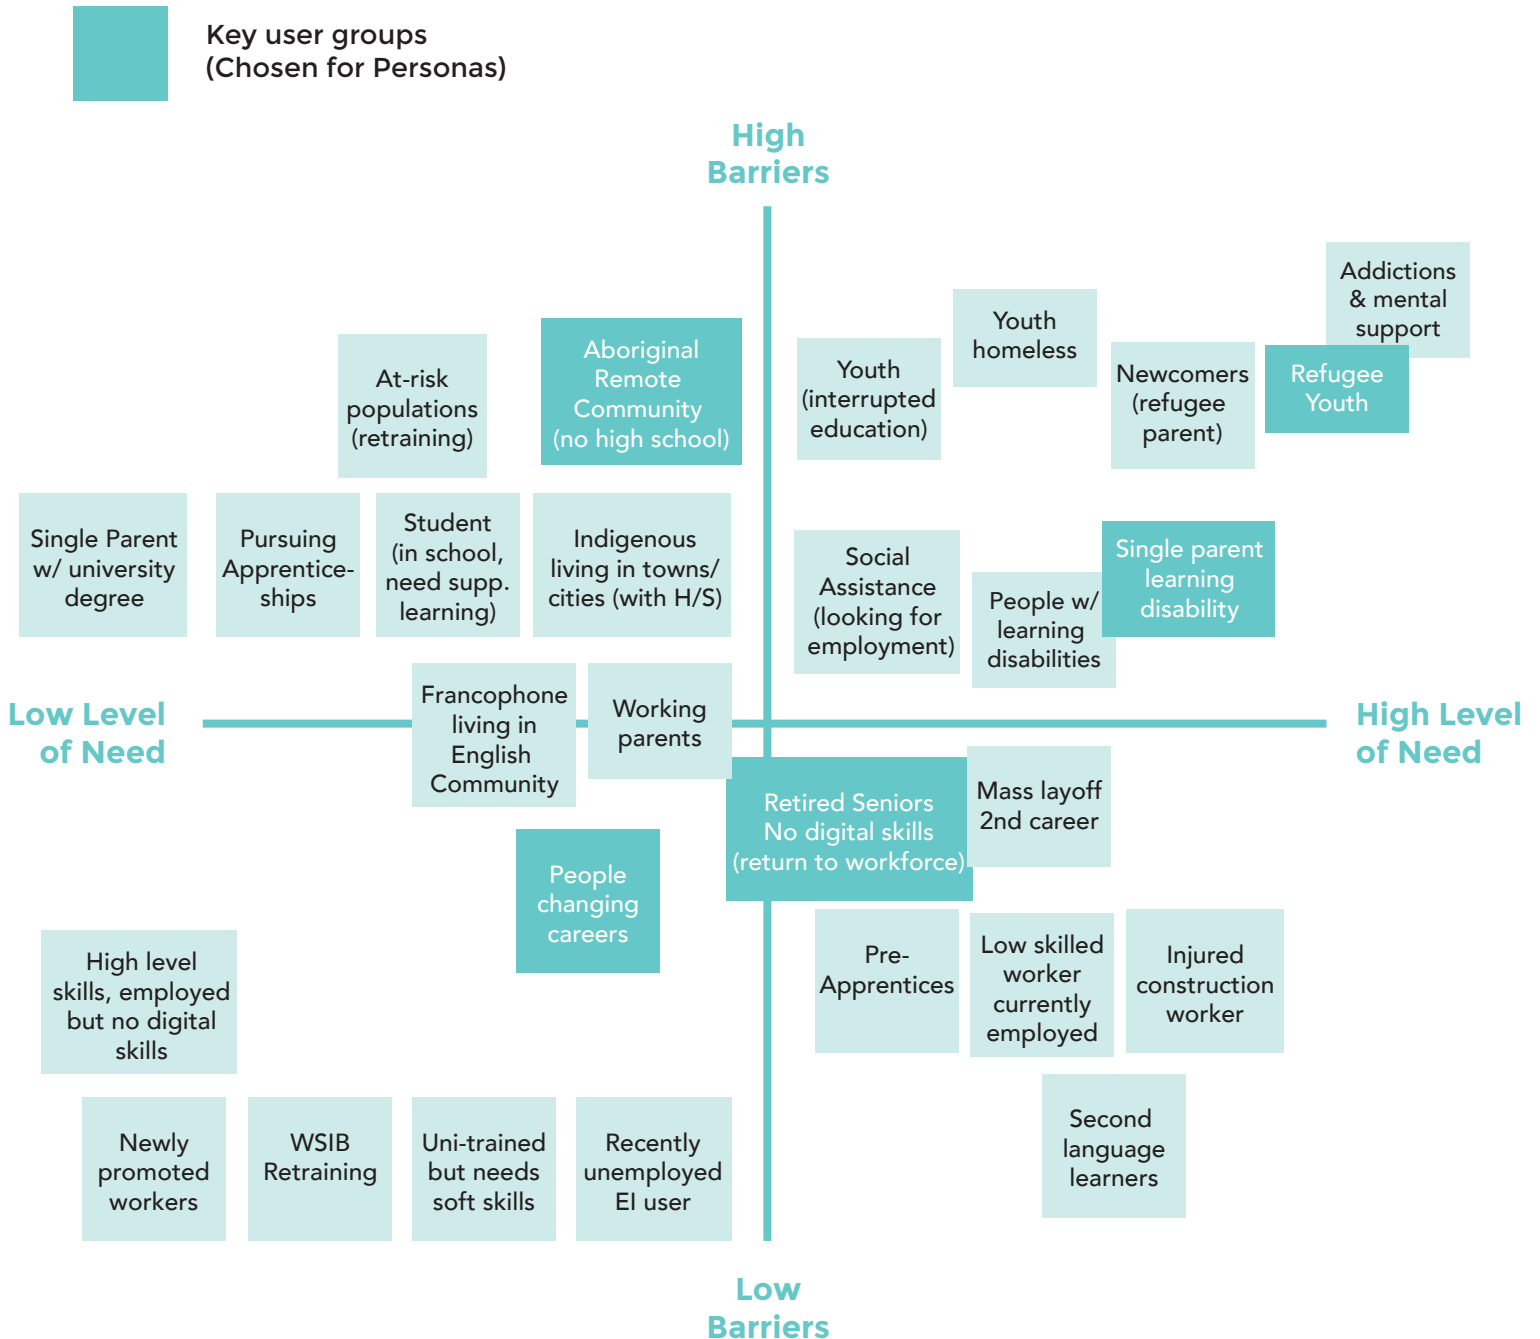 Key user groups
(Chosen for Personas)
High
Barriers
Addictions
& mental
support
Youth
homeless
Aboriginal
Remote
Community
(no high school)
At-risk
populations
(retraining)
Youth
(interrupted
education)
Newcomers
(refugee
parent)
Refugee
Youth
Single Parent
w/ university
degree
Pursuing
Apprentice-
ships
Student
(in school,
need supp.
learning)
Indigenous
living in towns/
cities (with H/S)
Social
Assistance
(looking for
employment)
People w/
learning
disabilities
Single parent
learning
disability
Low Level
of Need
Francophone
living in
English
Community
Working
parents
High Level
of Need
Retired Seniors
No digital skills
(return to workforce)
Mass layoff
2nd career
People
changing
careers
High level
skills, employed
but no digital
skills
Pre-
Apprentices
Low skilled
worker
currently
employed
Injured
construction
worker
Newly
promoted
workers
WSIB
Retraining
Uni-trained
but needs
soft skills
Recently
unemployed
EI user
Second
language
learners
Low
Barriers